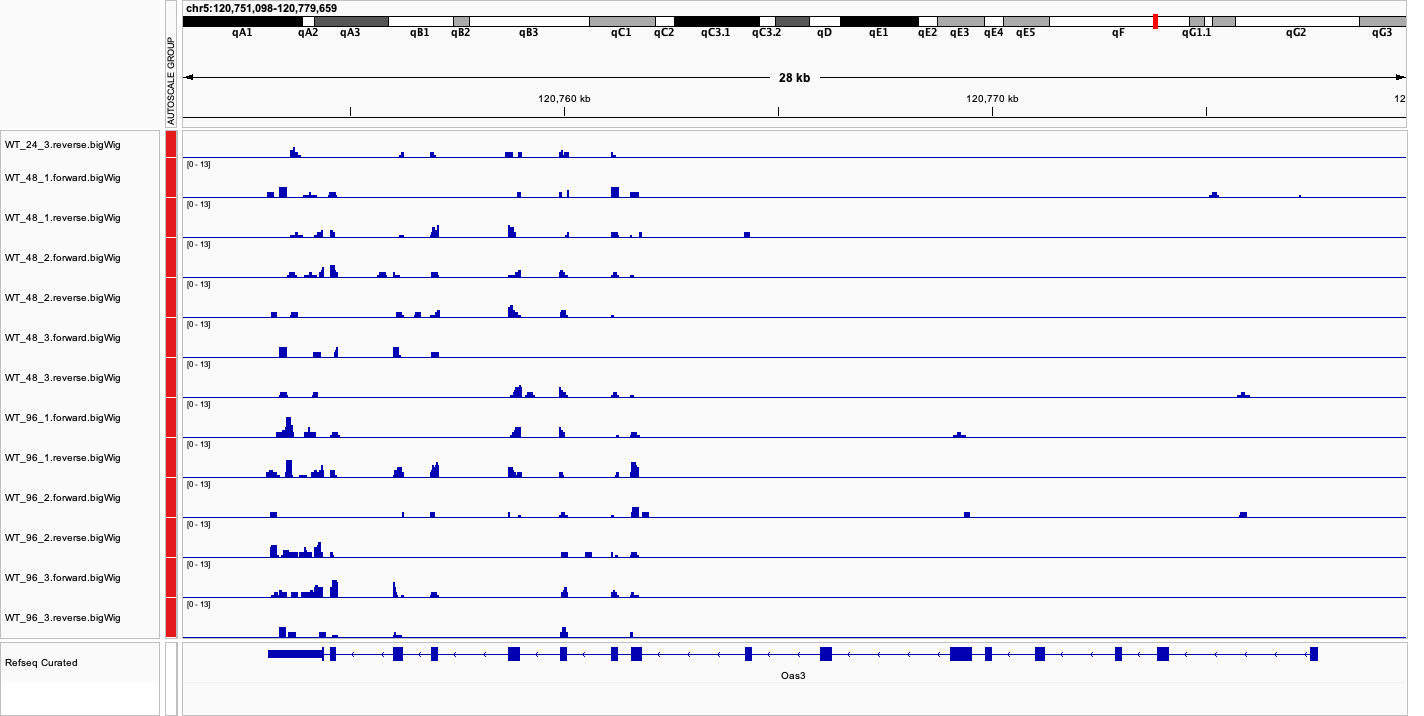 chr5:120,751,098-120,779,659
qA1 qA2 qA3 qB1 qB2 qB3 qC1 qC2 qC3.1 qC3.2 qD qE1 qE2 qE3 qE4 qE5 qF qG1.1 qG2 qG3
AUTOSCALE GROUP
28 kb
120,760 kb 120,770 kb 12
WT_24_3.reverse.bigWig
[0 - 13]
WT_48_1.forward.bigWig
[0 - 13]
WT_48_1.reverse.bigWig
[0 - 13]
WT_48_2.forward.bigWig
[0 - 13]
WT_48_2.reverse.bigWig
[0 - 13]
WT_48_3.forward.bigWig
[0 - 13]
WT_48_3.reverse.bigWig
[0 - 13]
WT_96_1.forward.bigWig
[0 - 13]
WT_96_1.reverse.bigWig
[0 - 13]
WT_96_2.forward.bigWig
[0 - 13]
WT_96_2.reverse.bigWig
[0 - 13]
WT_96_3.forward.bigWig
[0 - 13]
WT_96_3.reverse.bigWig
Refseq Curated
Oas3